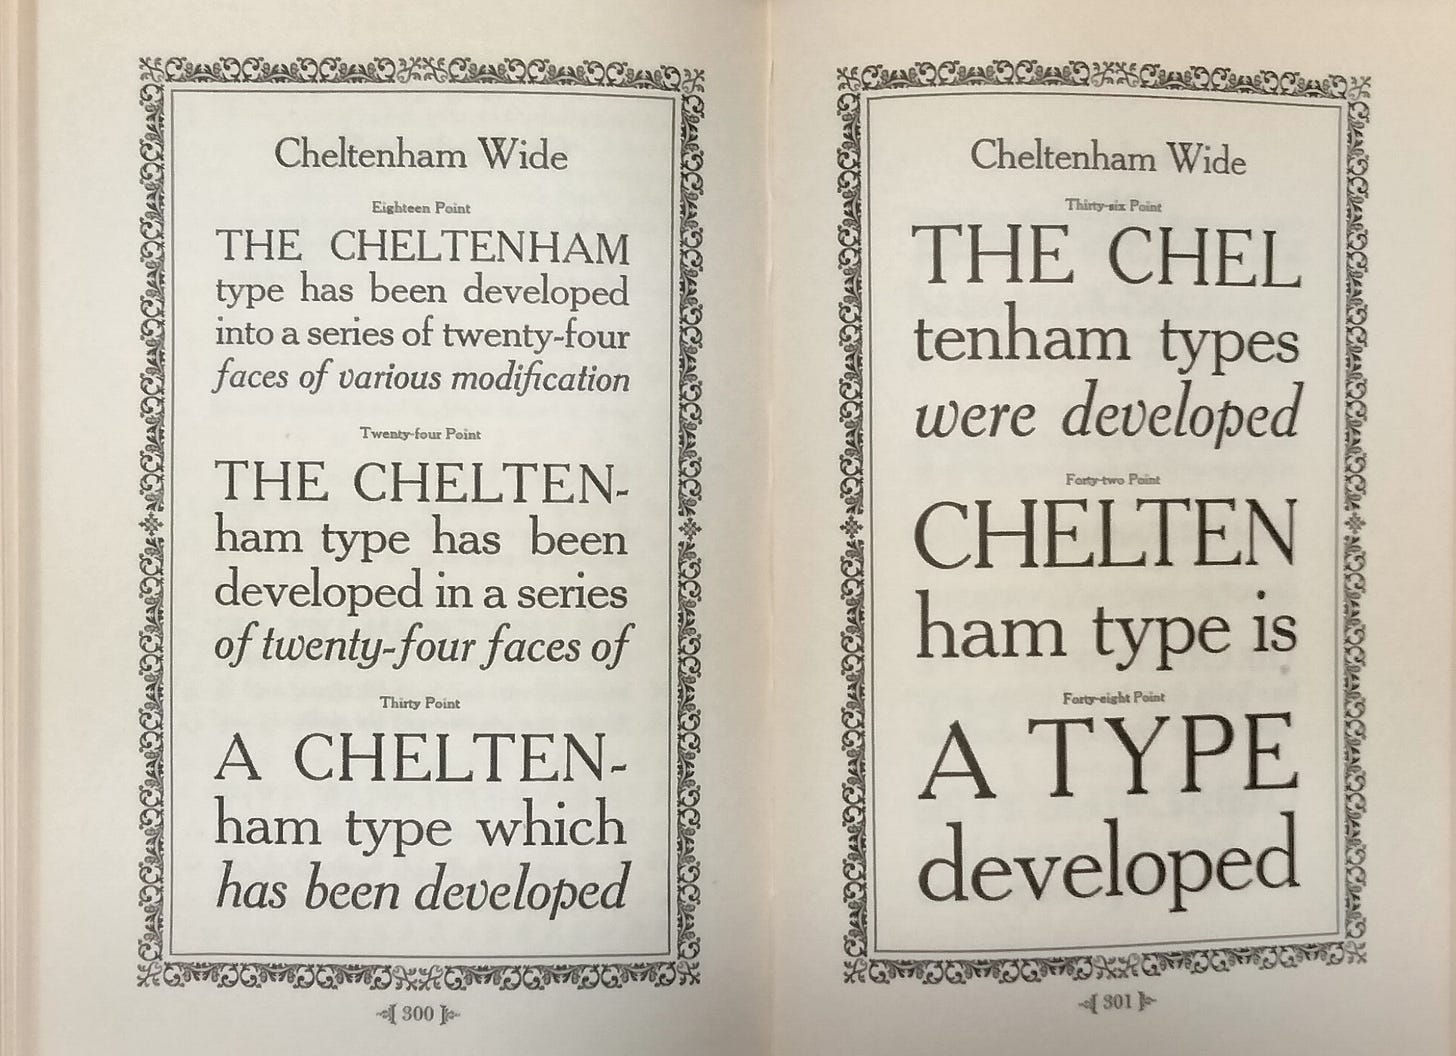 Cheltenham Wide
Eighteen Point
THE CHELTENHAM
type has been developed
into a series of twenty-four
faces of various modification
Twenty-four Point
THE CHELTEN-
ham type has been
developed in a series
of twenty-four faces of
Thirty Point
A CHELTEN-
ham type which
has been developed
300
Cheltenham Wide
Thirty-six Point
THE CHEL
tenham types
were developed
Forty-two Point
CHELTEN
ham type is
Forty-eight Point
A TYPE
developed
301